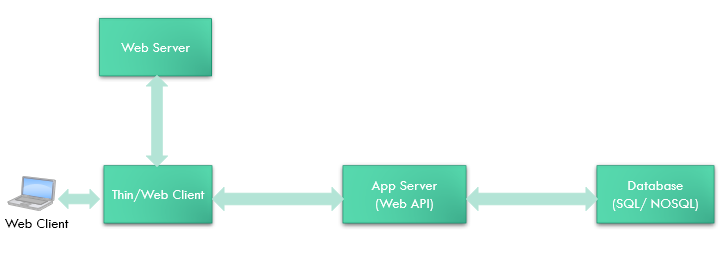 Web Server
Thin/Web Client
App Server
(Web API)
Database
(SQL/ NOSQL)
Web Client